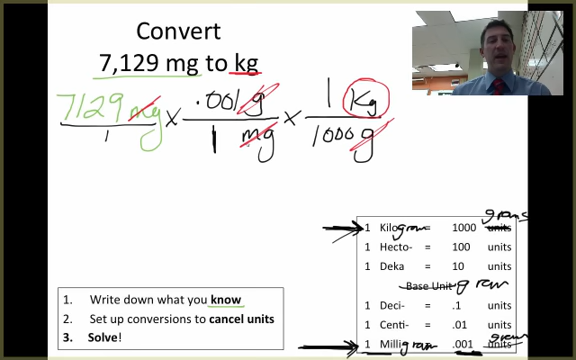 Convert
7,129 mg to kg
7129 mg x .001 g x 1 Kg
1 1 mg 1000 g
grams
1 Kilogram = 1000 units
1 Hecto- = 100 units
1 Deka = 10 units
Base Unit gram
1 Deci- = .1 units
1 Centi- = .01 units
1 Milligram = .001 units
grams
1. Write down what you know
2. Set up conversions to cancel units
3. Solve!